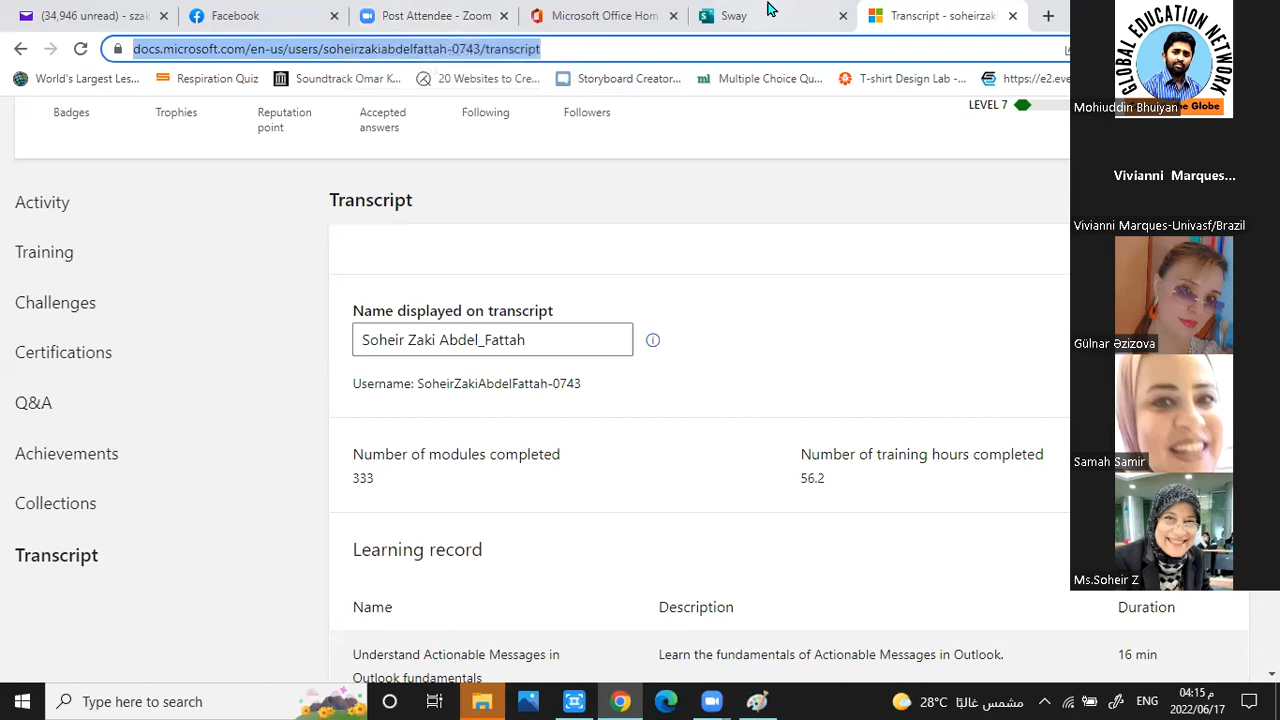 (34,946 unread) - szak
Facebook
Post Attendee - Zoom
Microsoft Office Hom
Sway
Transcript - soheirzaki
docs.microsoft.com/en-us/users/soheirzakiabdelfattah-0743/transcript
World's Largest Les...
Respiration Quiz
Soundtrack Omar K...
20 Websites to Cre...
Storyboard Creator...
ml Multiple Choice Qu...
T-shirt Design Lab -...
https://e2.eve
Badges
Trophies
Reputation point
Accepted answers
Following
Followers
LEVEL 7
GLOBAL EDUCATION NETWORK
be Globe
Mohiuddin Bhuiyan
Vivianni Marques...
Vivianni Marques-Univasf/Brazil
Gülnar Əzizova
Samah Samir
Ms.Soheir Z
Activity
Training
Challenges
Certifications
Q&A
Achievements
Collections
Transcript
Transcript
Name displayed on transcript
Soheir Zaki Abdel_Fattah
Username: SoheirZakiAbdelFattah-0743
Number of modules completed
333
Number of training hours completed
56.2
Learning record
Name
Description
Duration
Understand Actionable Messages in
Outlook fundamentals
Learn the fundamentals of Actionable Messages in Outlook.
16 min
Type here to search
28°C مشمس غالبًا
ENG
04:15 م
2022/06/17